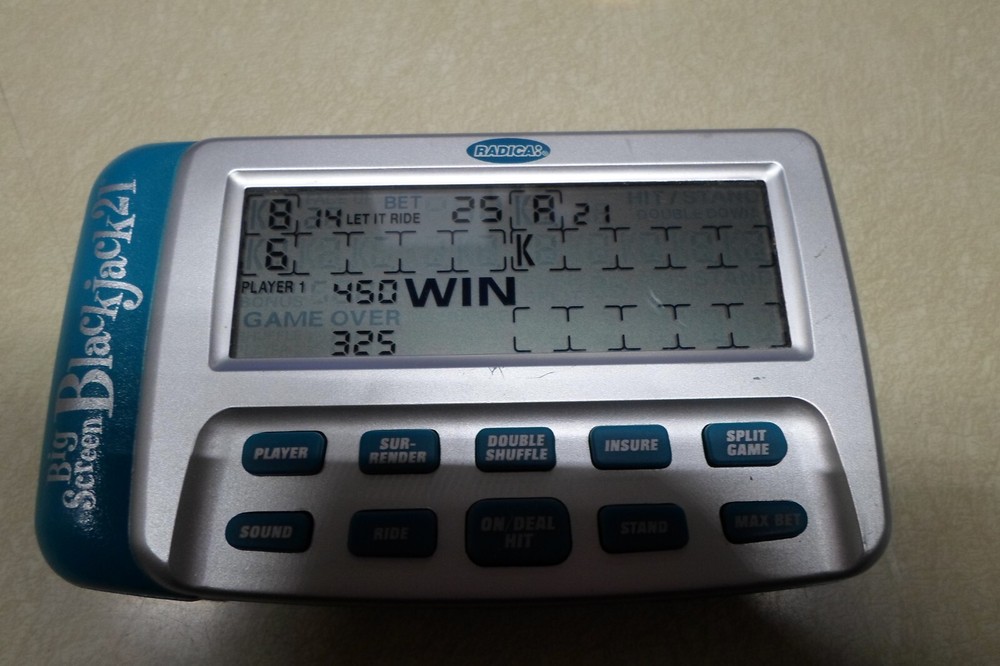 Big
Screen Blackjack21
RADICA:®
BET HIT/STAND
8 14 LET IT RIDE 25 A 21 DOUBLE DOWN
6 K
PLAYER 1 450 WIN
GAME OVER
325
PLAYER SUR-RENDER DOUBLE SHUFFLE INSURE SPLIT GAME
SOUND RIDE ON/DEAL HIT STAND MAX BET